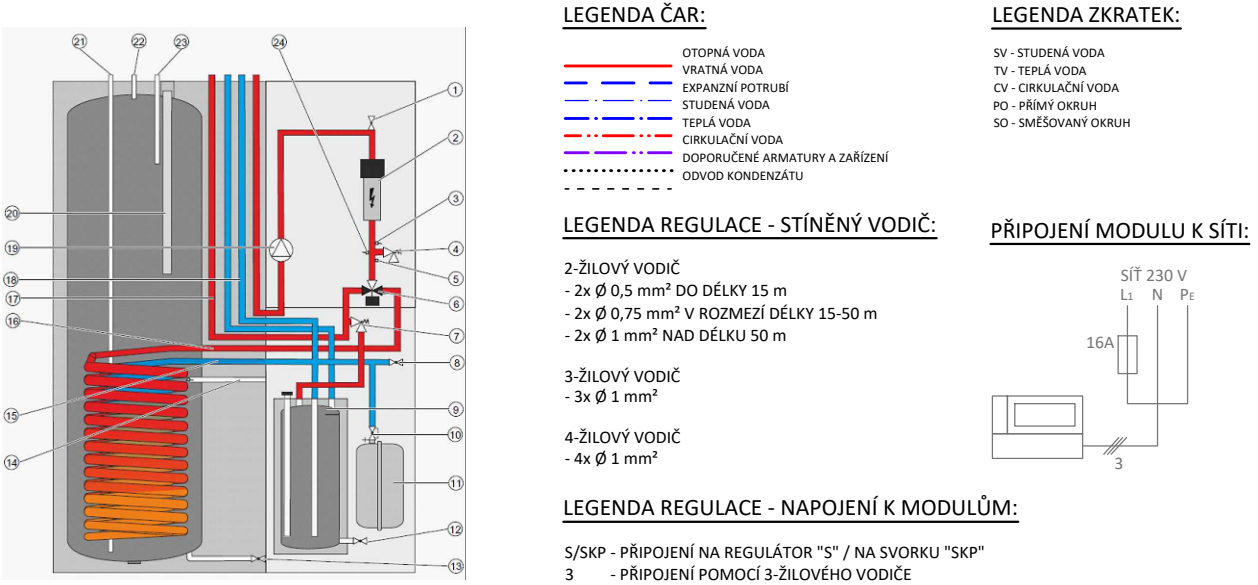 21
22
23
24
1
2
3
4
5
6
7
8
9
10
11
12
13
14
15
16
17
18
19
20
LEGENDA ČAR:
OTOPNÁ VODA
VRATNÁ VODA
EXPANZNÍ POTRUBÍ
STUDENÁ VODA
TEPLÁ VODA
CIRKULAČNÍ VODA
DOPORUČENÉ ARMATURY A ZAŘÍZENÍ
ODVOD KONDENZÁTU
LEGENDA ZKRATEK:
SV - STUDENÁ VODA
TV - TEPLÁ VODA
CV - CIRKULAČNÍ VODA
PO - PŘÍMÝ OKRUH
SO - SMĚŠOVANÝ OKRUH
LEGENDA REGULACE - STÍNĚNÝ VODIČ:
2-ŽILOVÝ VODIČ
- 2x Ø 0,5 mm² DO DÉLKY 15 m
- 2x Ø 0,75 mm² V ROZMEZÍ DÉLKY 15-50 m
- 2x Ø 1 mm² NAD DÉLKU 50 m
3-ŽILOVÝ VODIČ
- 3x Ø 1 mm²
4-ŽILOVÝ VODIČ
- 4x Ø 1 mm²
PŘIPOJENÍ MODULU K SÍTI:
SÍŤ 230 V
L1 N PE
16A
3
LEGENDA REGULACE - NAPOJENÍ K MODULŮM:
S/SKP - PŘIPOJENÍ NA REGULÁTOR "S" / NA SVORKU "SKP"
3 - PŘIPOJENÍ POMOCÍ 3-ŽILOVÉHO VODIČE